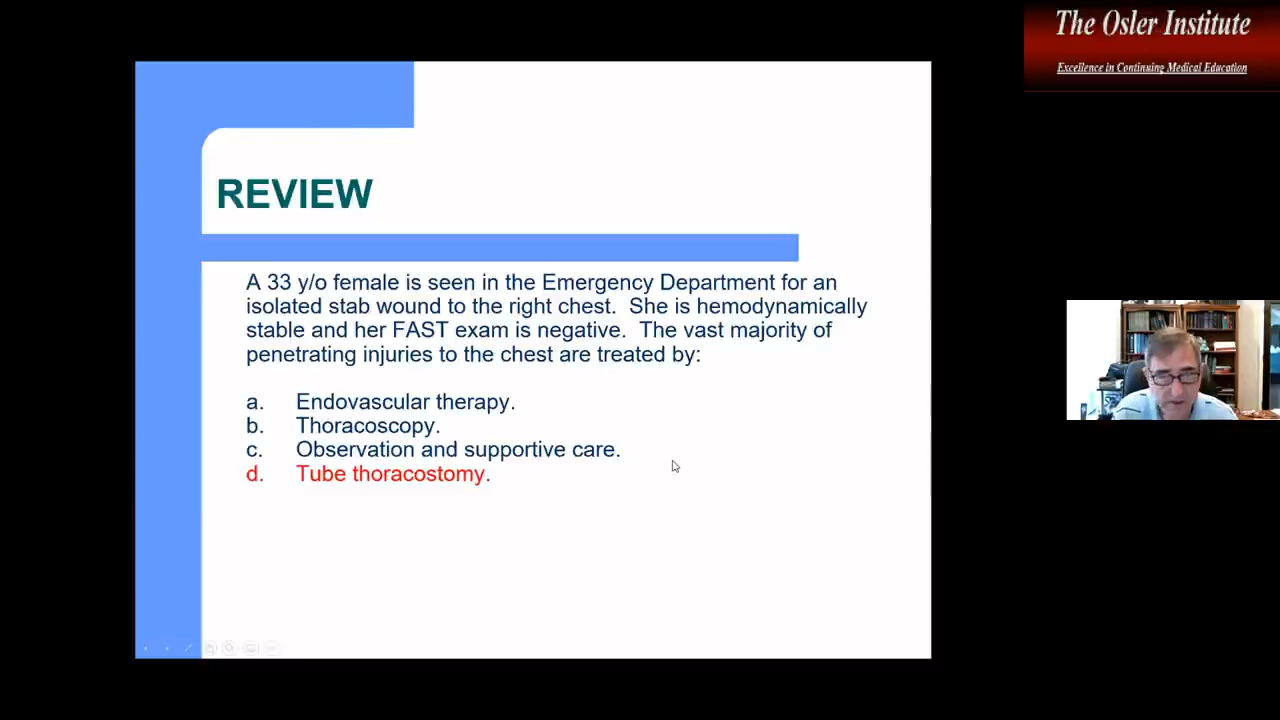 The Osler Institute
Excellence in Continuing Medical Education
REVIEW
A 33 y/o female is seen in the Emergency Department for an
isolated stab wound to the right chest. She is hemodynamically
stable and her FAST exam is negative. The vast majority of
penetrating injuries to the chest are treated by:
a. Endovascular therapy.
b. Thoracoscopy.
c. Observation and supportive care.
d. Tube thoracostomy.